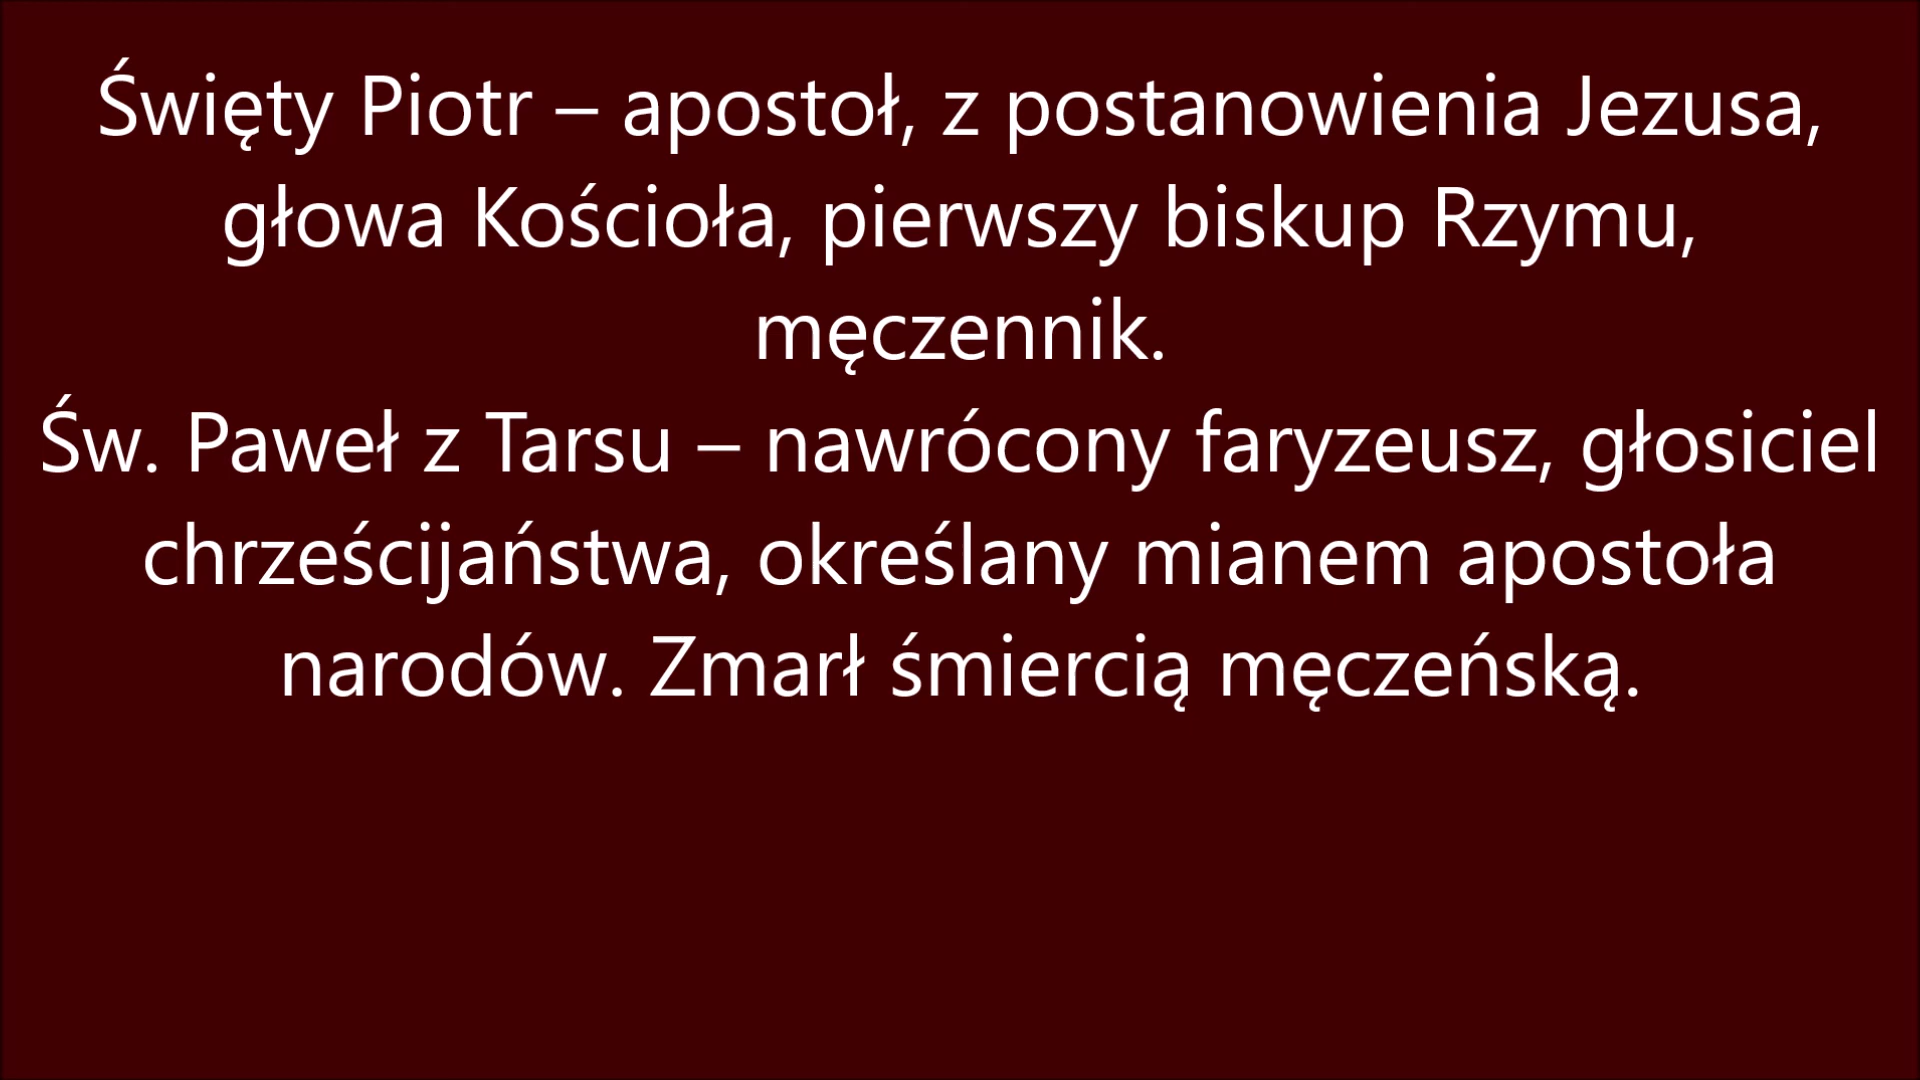 Święty Piotr – apostoł, z postanowienia Jezusa,
głowa Kościoła, pierwszy biskup Rzymu,
męczennik.
Św. Paweł z Tarsu – nawrócony faryzeusz, głosiciel
chrześcijaństwa, określany mianem apostoła
narodów. Zmarł śmiercią męczeńską.